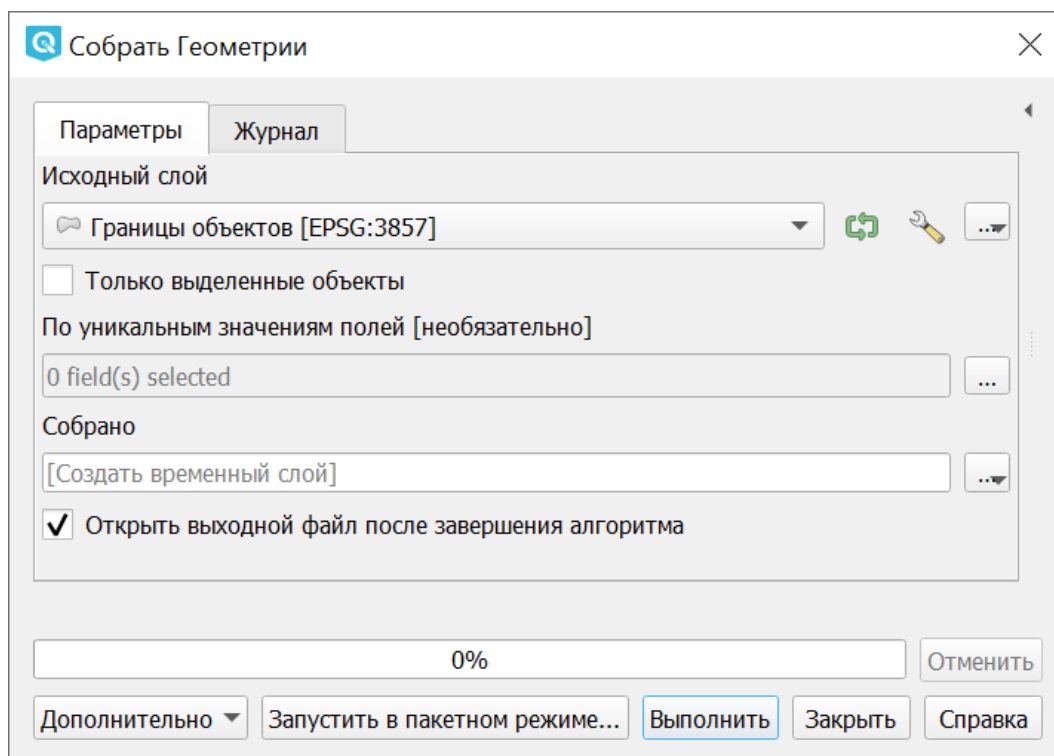 Собрать Геометрии
Параметры Журнал
Исходный слой
Границы объектов [EPSG:3857]
...
Только выделенные объекты
По уникальным значениям полей [необязательно]
0 field(s) selected
...
Собрано
[Создать временный слой]
...
Открыть выходной файл после завершения алгоритма
0%
Отменить
Дополнительно Запустить в пакетном режиме... Выполнить Закрыть Справка